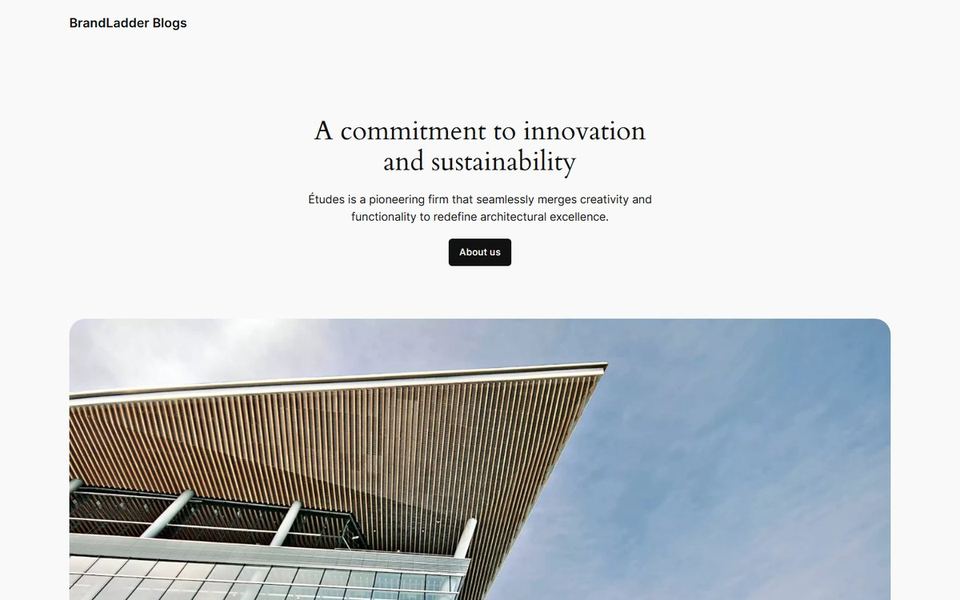 BrandLadder Blogs
A commitment to innovation
and sustainability
Études is a pioneering firm that seamlessly merges creativity and
functionality to redefine architectural excellence.
About us